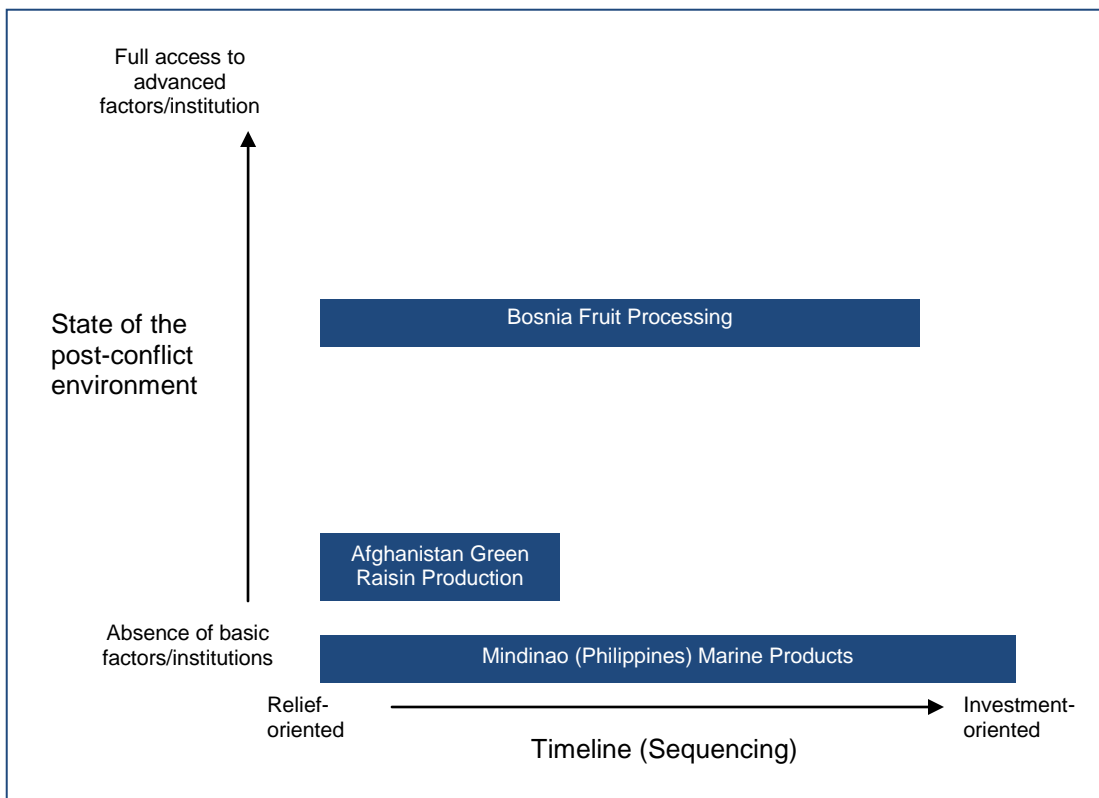 Full access to
advanced
factors/institution
State of the
post-conflict
environment
Bosnia Fruit Processing
Afghanistan Green
Raisin Production
Absence of basic
factors/institutions
Mindinao (Philippines) Marine Products
Relief-
oriented
Investment-
oriented
Timeline (Sequencing)